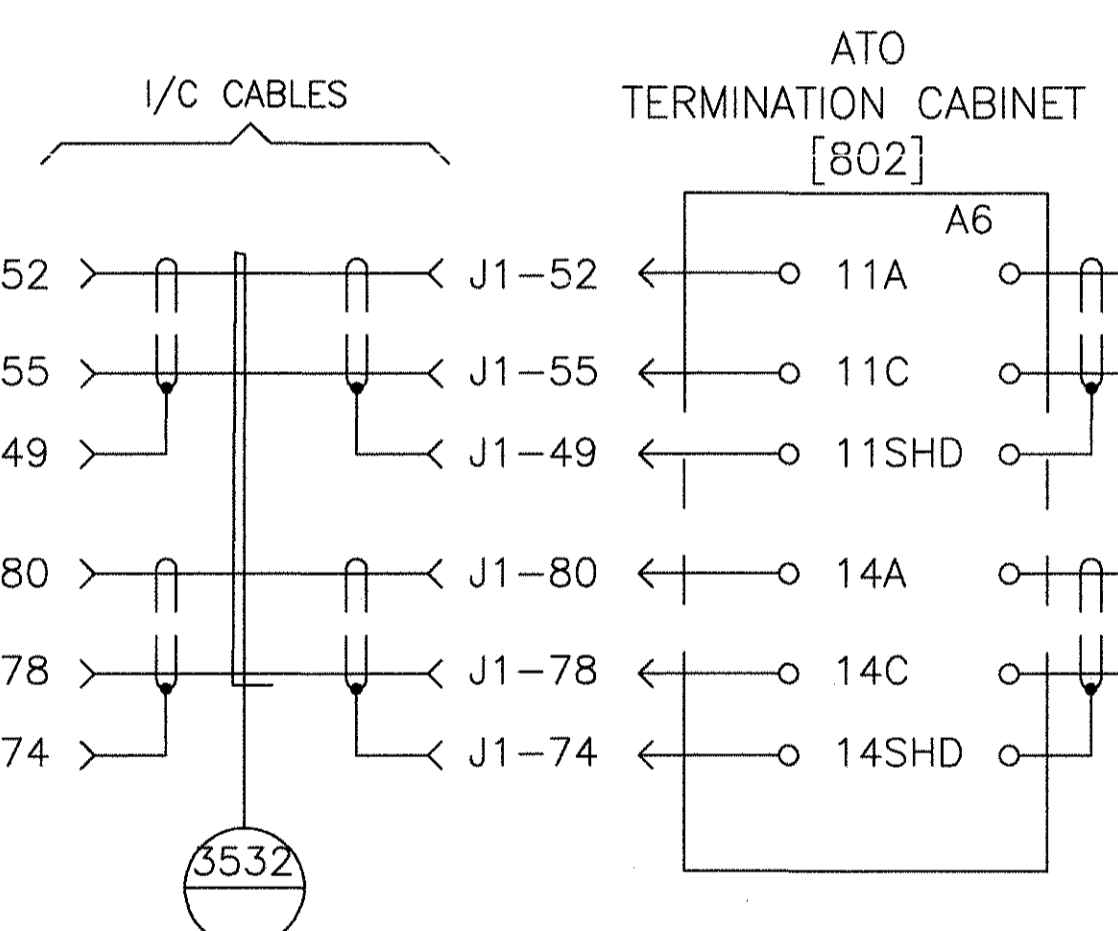 ATO
I/C CABLES
TERMINATION CABINET
[802]
A6
52 J1-52 11A
55 J1-55 11C
49 J1-49 11SHD
80 J1-80 14A
78 J1-78 14C
74 J1-74 14SHD
3532